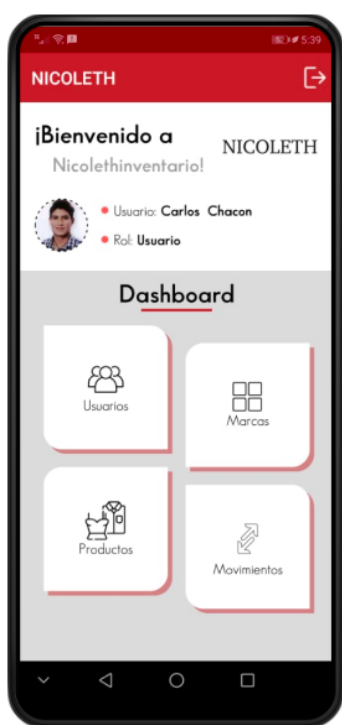 5:39
NICOLETH
¡Bienvenido a
Nicolethinventario!
NICOLETH
Usuario: Carlos Chacon
Rol: Usuario
Dashboard
Usuarios
Marcas
Productos
Movimientos